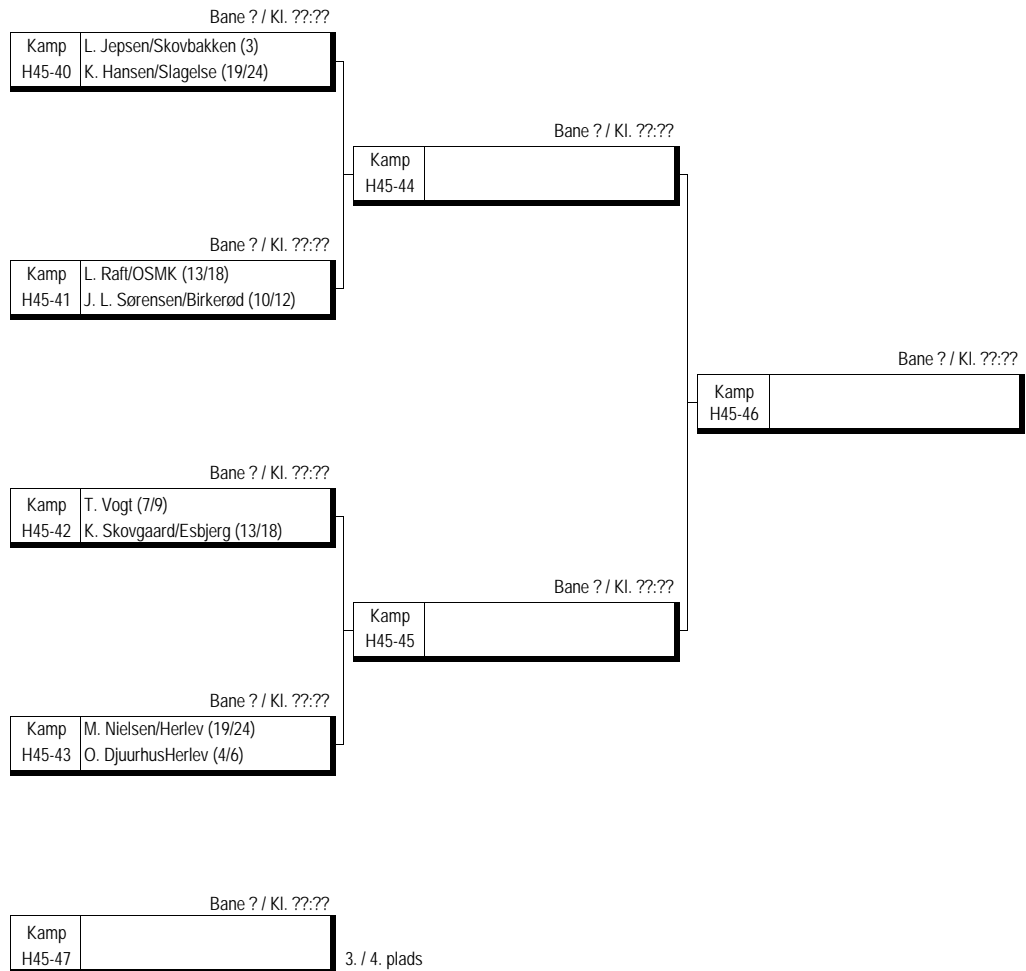 Bane ? / Kl. ??:??
Kamp L. Jepsen/Skovbakken (3)
H45-40 K. Hansen/Slagelse (19/24)
Bane ? / Kl. ??:??
Kamp
H45-44
Bane ? / Kl. ??:??
Kamp L. Raft/OSMK (13/18)
H45-41 J. L. Sørensen/Birkerød (10/12)
Bane ? / Kl. ??:??
Kamp
H45-46
Bane ? / Kl. ??:??
Kamp T. Vogt (7/9)
H45-42 K. Skovgaard/Esbjerg (13/18)
Bane ? / Kl. ??:??
Kamp
H45-45
Bane ? / Kl. ??:??
Kamp M. Nielsen/Herlev (19/24)
H45-43 O. DjuurhusHerlev (4/6)
Bane ? / Kl. ??:??
Kamp
H45-47 3. / 4. plads